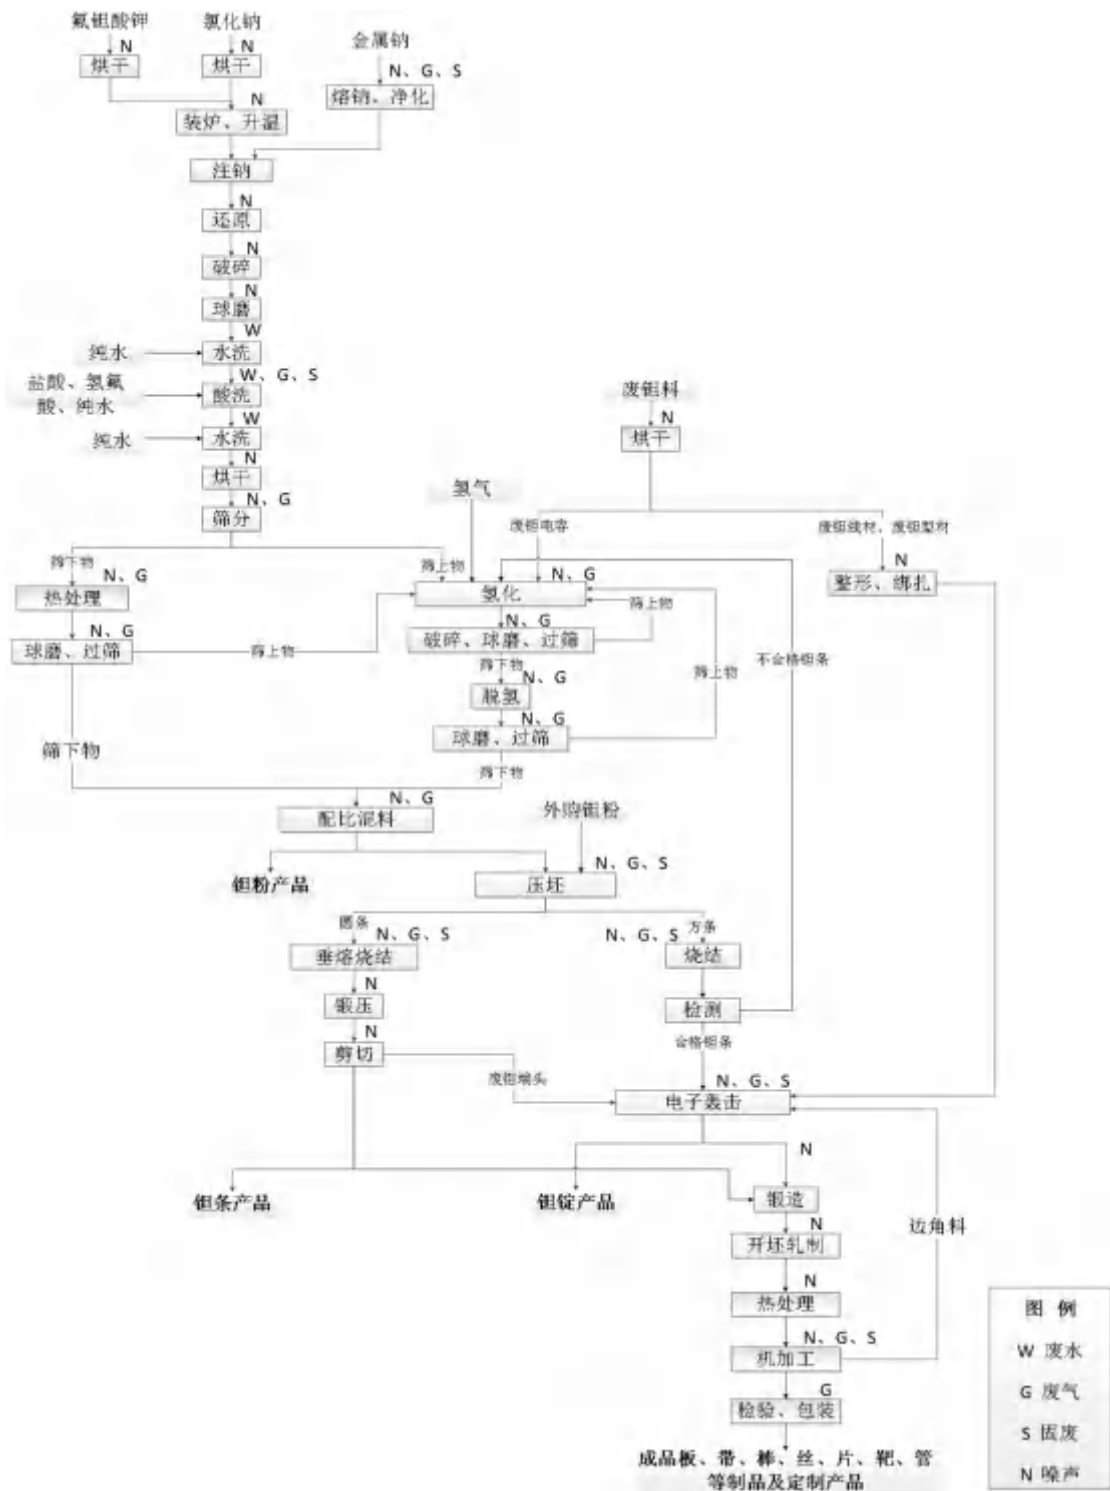 氟钽酸钾
氯化钠
金属钠
N
N
N、G、S
烘干
烘干
熔钠、净化
N
装炉、升温
注钠
N
还原
N
破碎
N
球磨
W
纯水
水洗
W、G、S
盐酸、氢氟
酸、纯水
酸洗
W
纯水
水洗
N
烘干
N、G
筛分
废钽料
N
烘干
氢气
废钽电容
废钽线材、废钽型材
筛下物
筛上物
N、G
N、G
N
热处理
氢化
整形、绑扎
N、G
N、G
筛上物
球磨、过筛
筛上物
破碎、球磨、过筛
不合格钽条
筛下物
N、G
筛上物
脱氢
N、G
筛下物
球磨、过筛
筛下物
N、G
外购钽粉
配比混料
N、G、S
钽粉产品
压坯
圆条
方条
N、G、S
N、G、S
垂熔烧结
烧结
N
锻压
检测
N
合格钽条
剪切
废钽端头
N、G、S
电子轰击
N
钽条产品
钽锭产品
锻造
边角料
N
开坯轧制
N
热处理
N、G、S
机加工
G
检验、包装
成品板、带、棒、丝、片、靶、管
等制品及定制产品
图 例
W 废水
G 废气
S 固废
N 噪声